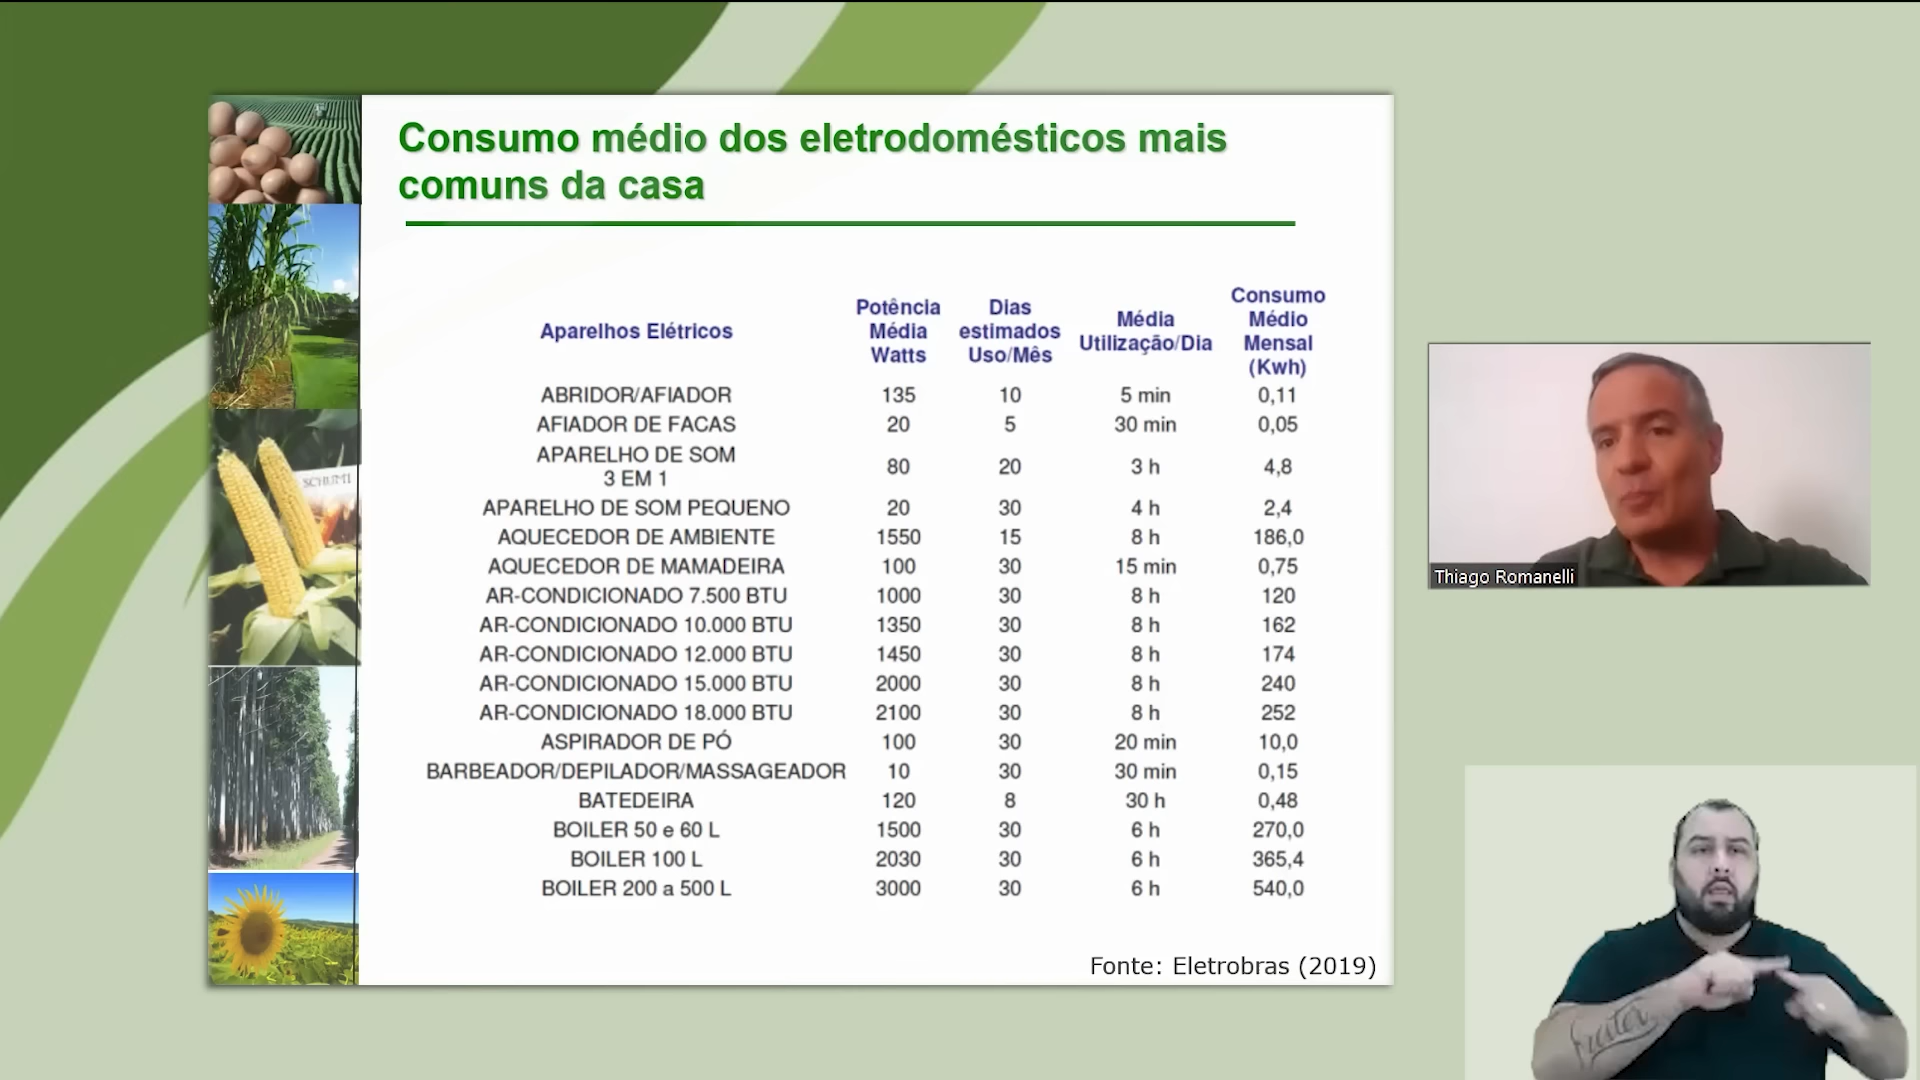 Consumo médio dos eletrodomésticos mais
comuns da casa
Aparelhos Elétricos
Potência
Média
Watts
Dias
estimados
Uso/Mês
Média
Utilização/Dia
Consumo
Médio
Mensal
(Kwh)
ABRIDOR/AFIADOR 135 10 5 min 0,11
AFIADOR DE FACAS 20 5 30 min 0,05
APARELHO DE SOM
3 EM 1 80 20 3 h 4,8
APARELHO DE SOM PEQUENO 20 30 4 h 2,4
AQUECEDOR DE AMBIENTE 1550 15 8 h 186,0
AQUECEDOR DE MAMADEIRA 100 30 15 min 0,75
AR-CONDICIONADO 7.500 BTU 1000 30 8 h 120
AR-CONDICIONADO 10.000 BTU 1350 30 8 h 162
AR-CONDICIONADO 12.000 BTU 1450 30 8 h 174
AR-CONDICIONADO 15.000 BTU 2000 30 8 h 240
AR-CONDICIONADO 18.000 BTU 2100 30 8 h 252
ASPIRADOR DE PÓ 100 30 20 min 10,0
BARBEADOR/DEPILADOR/MASSAGEADOR 10 30 30 min 0,15
BATEDEIRA 120 8 30 h 0,48
BOILER 50 e 60 L 1500 30 6 h 270,0
BOILER 100 L 2030 30 6 h 365,4
BOILER 200 a 500 L 3000 30 6 h 540,0
Fonte: Eletrobras (2019)
Thiago Romanelli